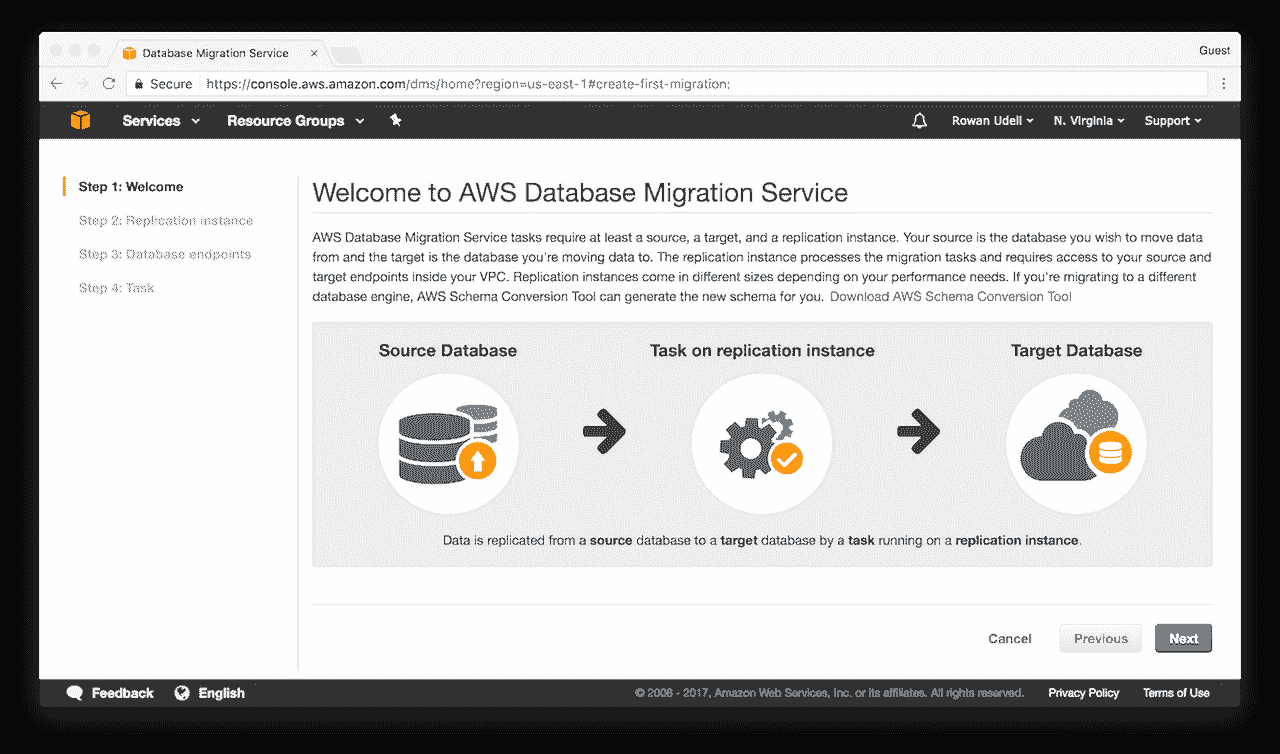 Database Migration Service
Guest
Secure https://console.aws.amazon.com/dms/home?region=us-east-1#create-first-migration:
Services Resource Groups Rowan Udell N. Virginia Support
Step 1: Welcome
Step 2: Replication instance
Step 3: Database endpoints
Step 4: Task
Welcome to AWS Database Migration Service
AWS Database Migration Service tasks require at least a source, a target, and a replication instance. Your source is the database you wish to move data
from and the target is the database you're moving data to. The replication instance processes the migration tasks and requires access to your source and
target endpoints inside your VPC. Replication instances come in different sizes depending on your performance needs. If you're migrating to a different
database engine, AWS Schema Conversion Tool can generate the new schema for you. Download AWS Schema Conversion Tool
Source Database Task on replication instance Target Database
Data is replicated from a source database to a target database by a task running on a replication instance.
Cancel Previous Next
Feedback English © 2008 - 2017, Amazon Web Services, Inc. or its affiliates. All rights reserved. Privacy Policy Terms of Use